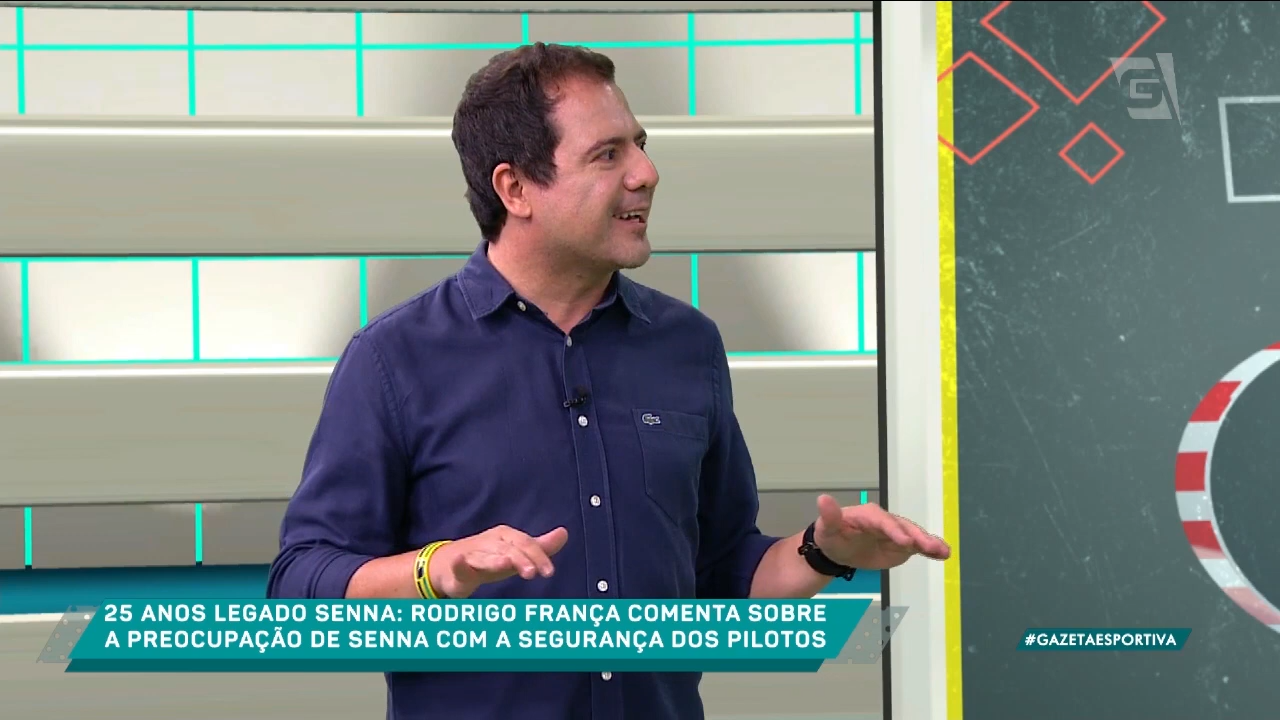 25 ANOS LEGADO SENNA: RODRIGO FRANÇA COMENTA SOBRE
A PREOCUPAÇÃO DE SENNA COM A SEGURANÇA DOS PILOTOS
#GAZETAESPORTIVA